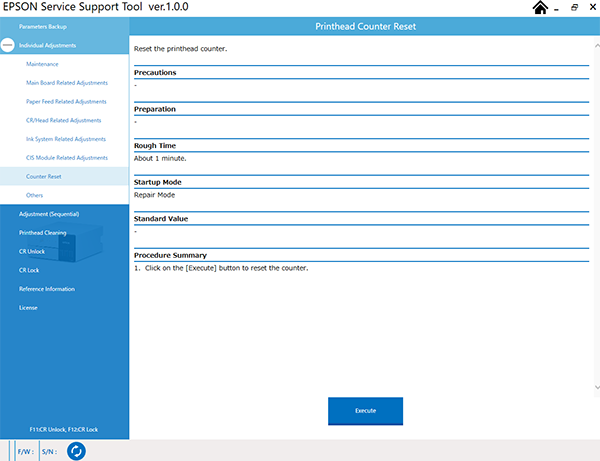 EPSON Service Support Tool ver.1.0.0
Parameters Backup
Individual Adjustments
Maintenance
Main Board Related Adjustments
Paper Feed Related Adjustments
CR/Head Related Adjustments
Ink System Related Adjustments
CIS Module Related Adjustments
Counter Reset
Others
Adjustment (Sequential)
Printhead Cleaning
CR Unlock
CR Lock
Reference Information
License
F11:CR Unlock, F12:CR Lock
Printhead Counter Reset
Reset the printhead counter.
Precautions
-
Preparation
-
Rough Time
About 1 minute.
Startup Mode
Repair Mode
Standard Value
-
Procedure Summary
1. Click on the [Execute] button to reset the counter.
Execute
F/W : S/N :